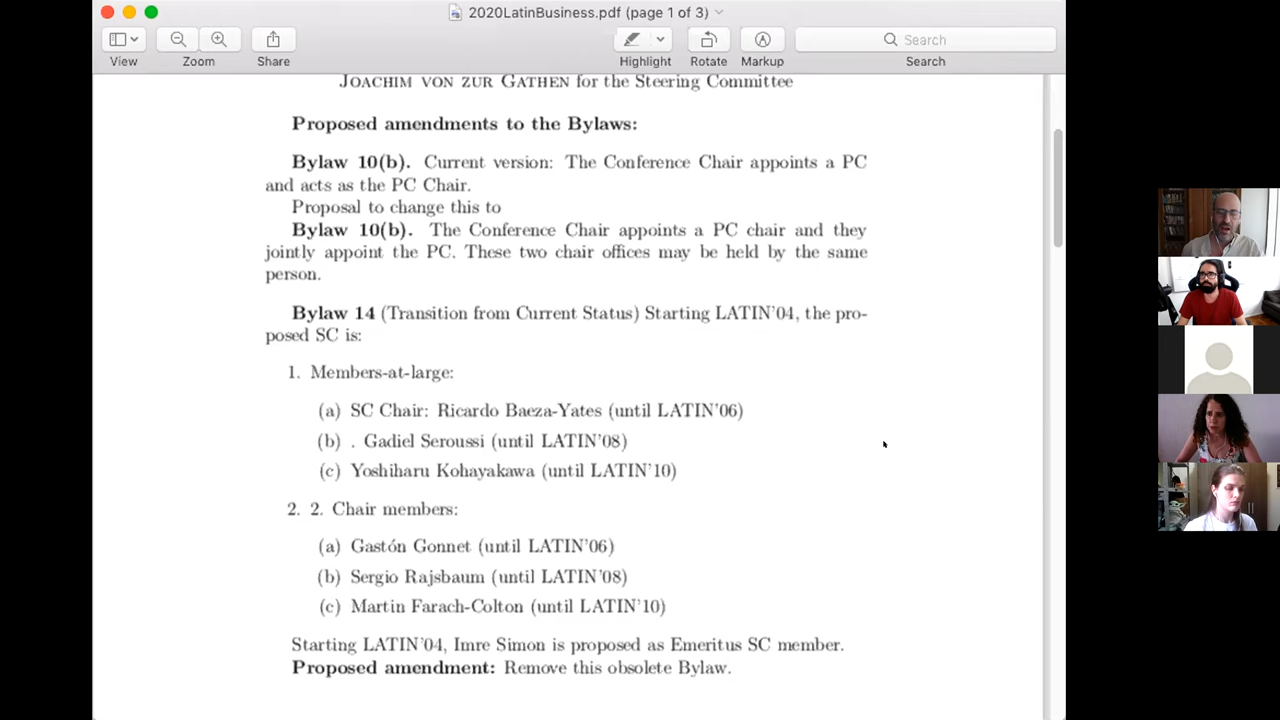 2020LatinBusiness.pdf (page 1 of 3)
View
Zoom
Share
Highlight
Rotate
Markup
Search
Search
JOACHIM VON ZUR GATHEN for the Steering Committee
Proposed amendments to the Bylaws:
Bylaw 10(b). Current version: The Conference Chair appoints a PC
and acts as the PC Chair.
Proposal to change this to
Bylaw 10(b). The Conference Chair appoints a PC chair and they
jointly appoint the PC. These two chair offices may be held by the same
person.
Bylaw 14 (Transition from Current Status) Starting LATIN'04, the pro-
posed SC is:
1. Members-at-large:
(a) SC Chair: Ricardo Baeza-Yates (until LATIN'06)
(b) . Gadiel Seroussi (until LATIN'08)
(c) Yoshiharu Kohayakawa (until LATIN'10)
2. 2. Chair members:
(a) Gastón Gonnet (until LATIN'06)
(b) Sergio Rajsbaum (until LATIN'08)
(c) Martin Farach-Colton (until LATIN'10)
Starting LATIN'04, Imre Simon is proposed as Emeritus SC member.
Proposed amendment: Remove this obsolete Bylaw.